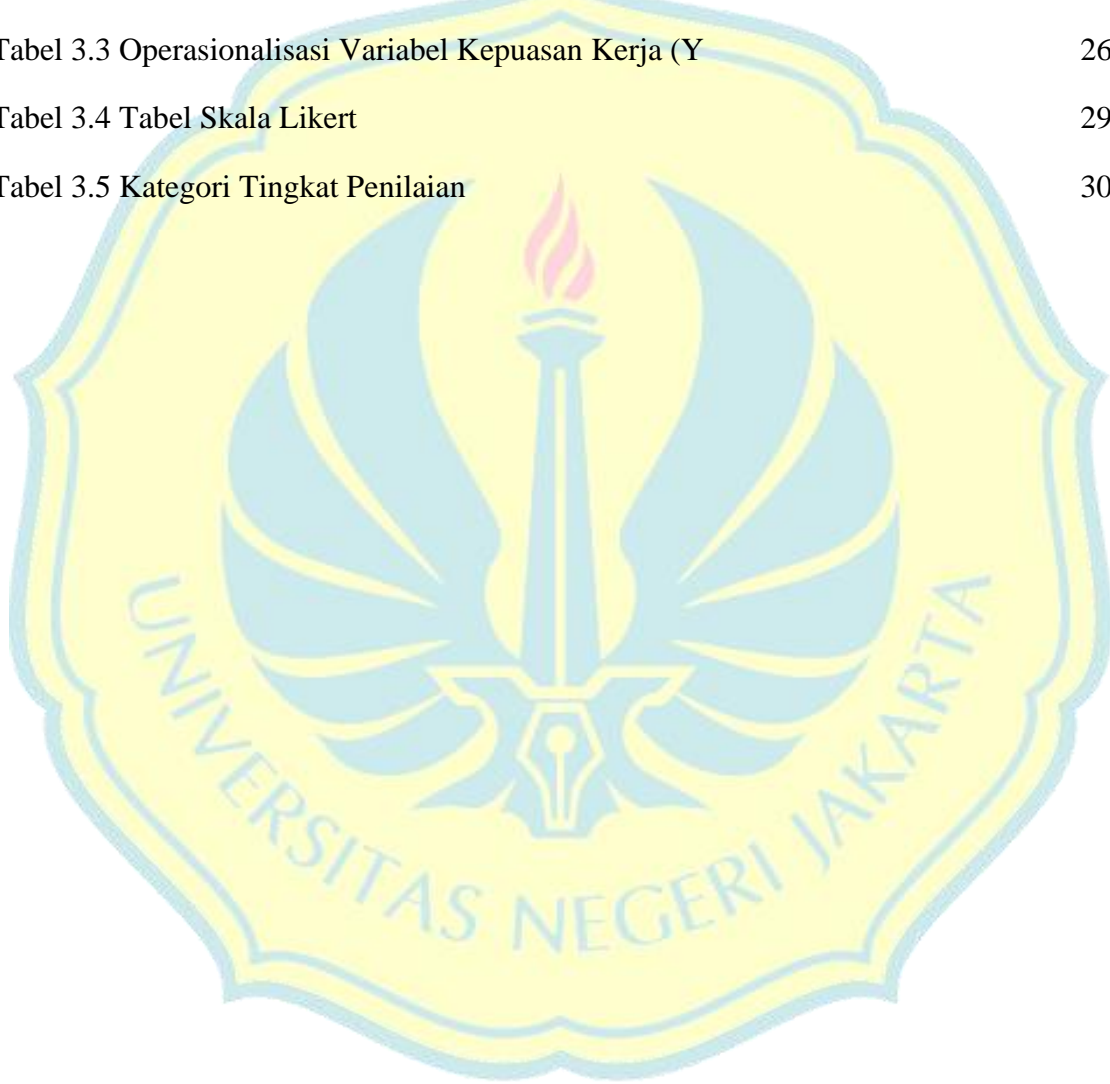 Tabel 3.3 Operasionalisasi Variabel Kepuasan Kerja (Y 26
Tabel 3.4 Tabel Skala Likert 29
Tabel 3.5 Kategori Tingkat Penilaian 30
UNIVERSITAS NEGERI JAKARTA